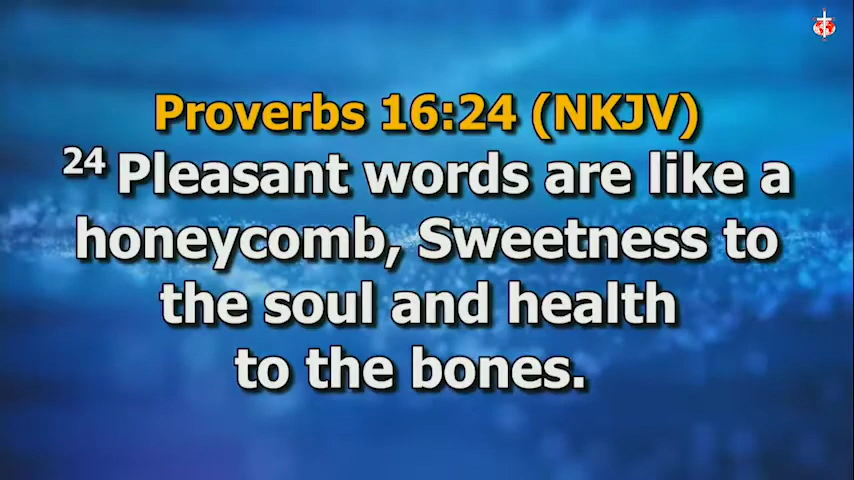 Proverbs 16:24 (NKJV)
24 Pleasant words are like a
honeycomb, Sweetness to
the soul and health
to the bones.